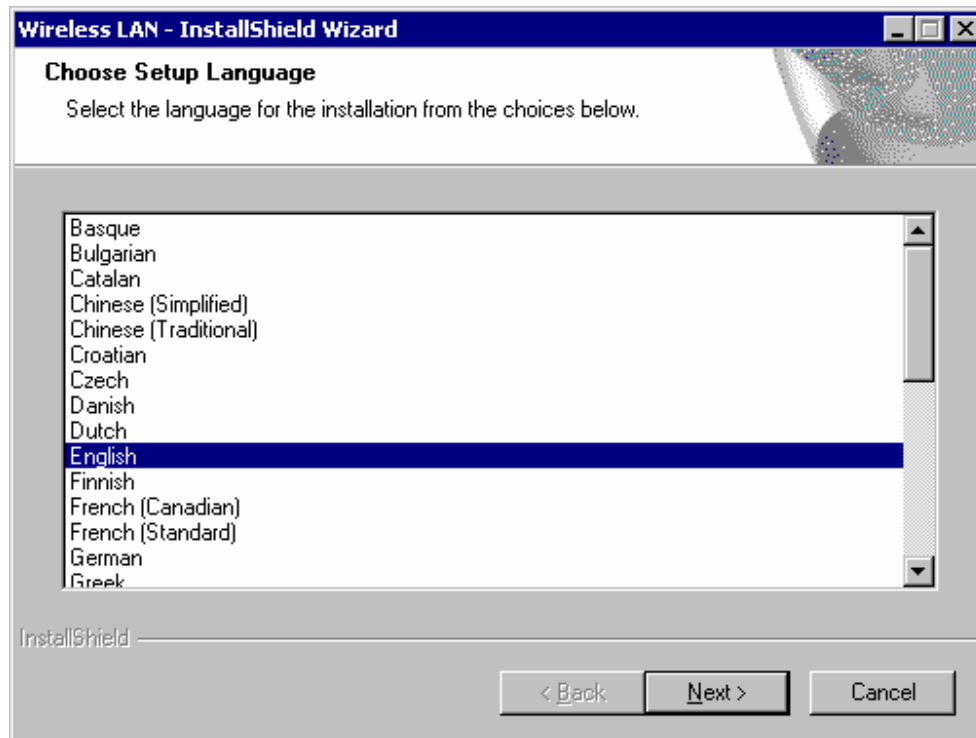 Wireless LAN - InstallShield Wizard
Choose Setup Language
Select the language for the installation from the choices below.
Basque
Bulgarian
Catalan
Chinese (Simplified)
Chinese (Traditional)
Croatian
Czech
Danish
Dutch
English
Finnish
French (Canadian)
French (Standard)
German
Greek
InstallShield
< Back Next > Cancel